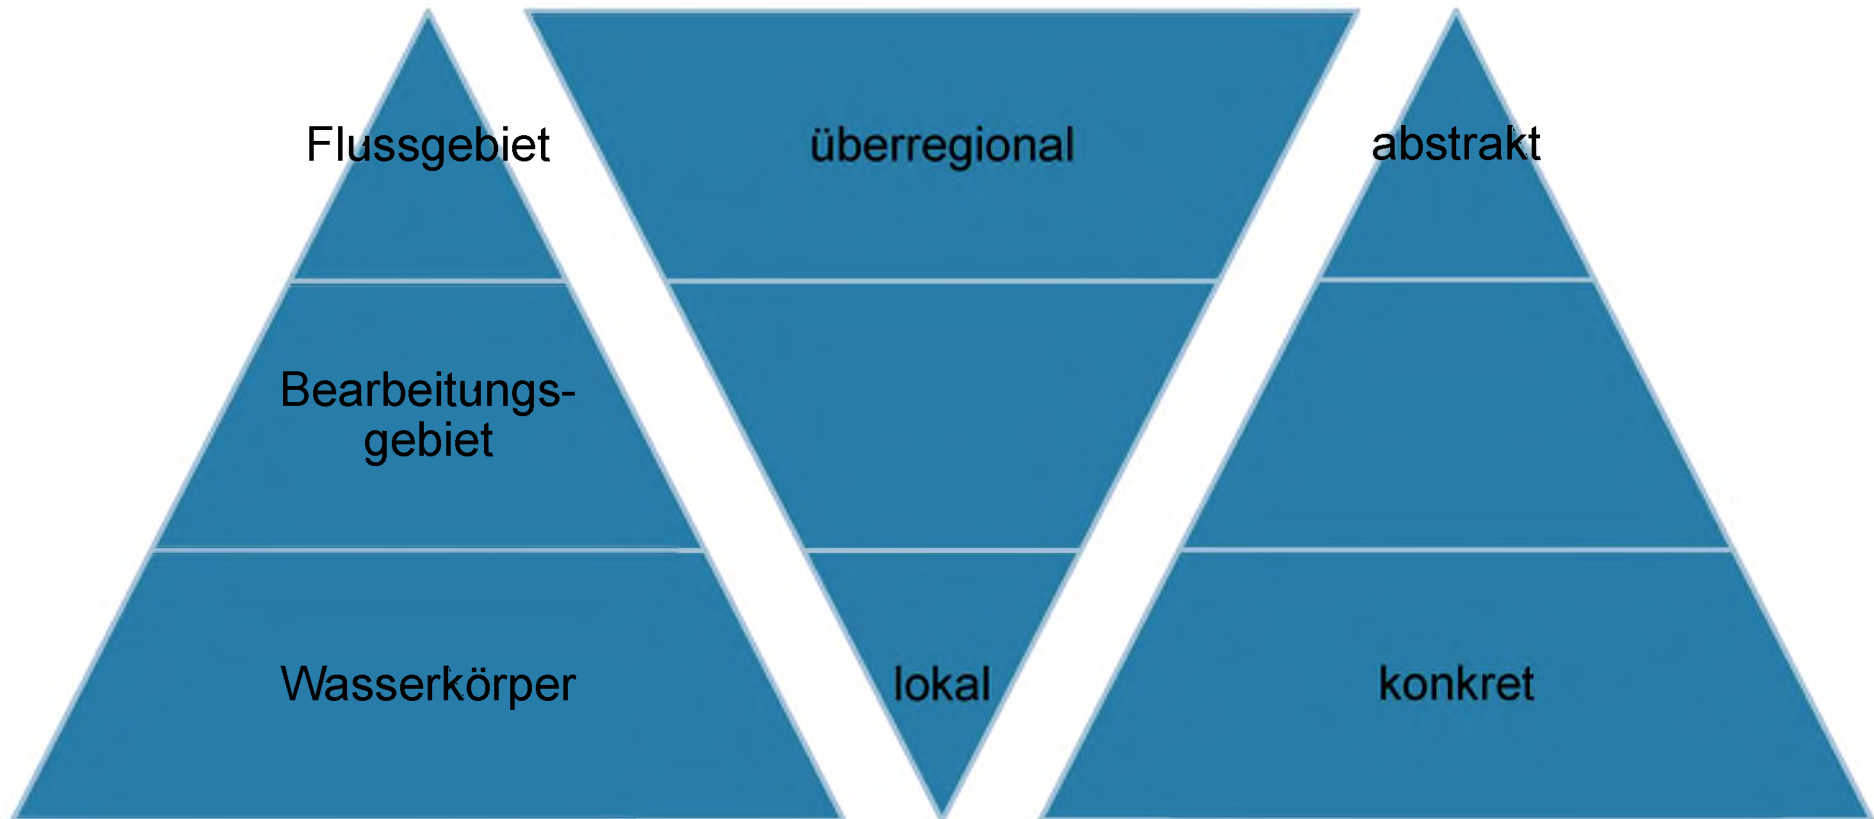 Flussgebiet
überregional
abstrakt
Bearbeitungs-
gebiet
Wasserkörper
lokal
konkret